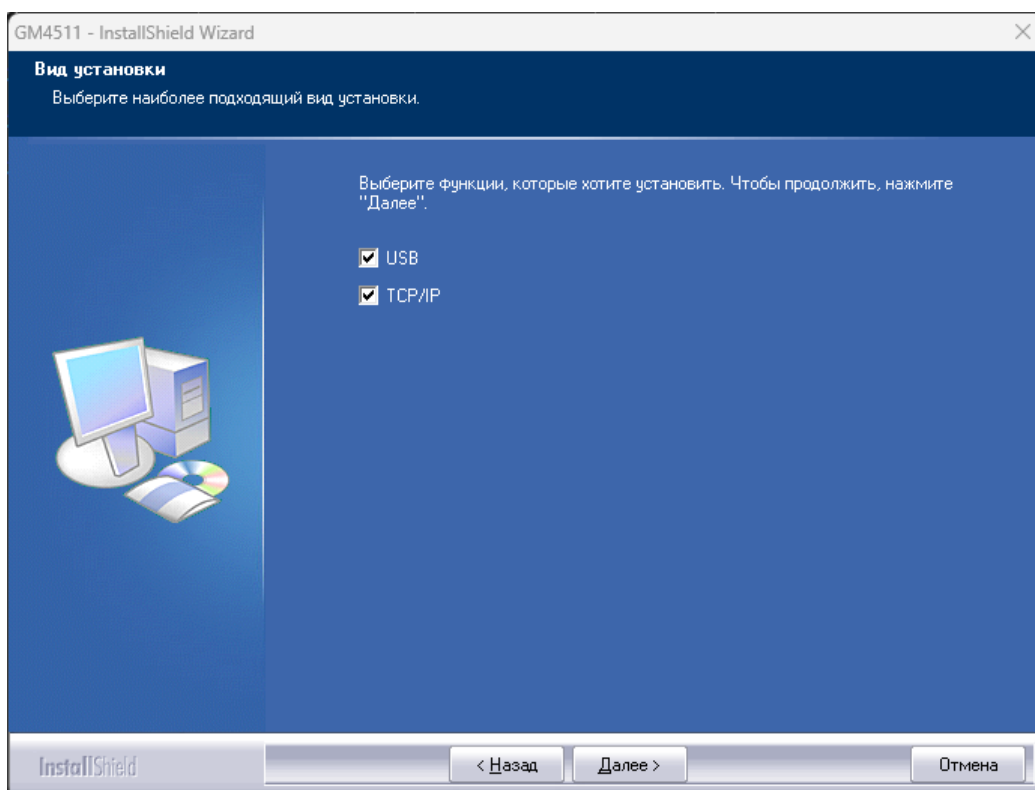 GM4511 - InstallShield Wizard
Вид установки
Выберите наиболее подходящий вид установки.
Выберите функции, которые хотите установить. Чтобы продолжить, нажмите
"Далее".
USB
TCP/IP
InstallShield
< Назад
Далее >
Отмена